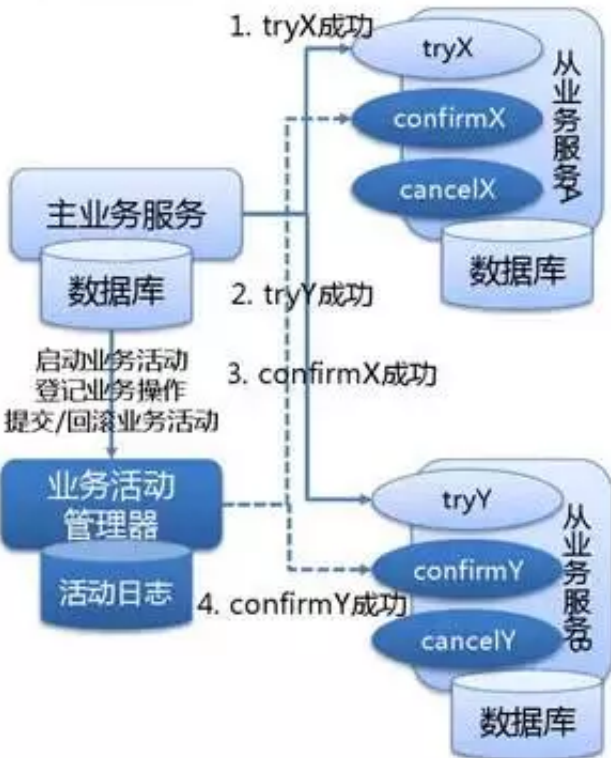 1. tryX成功
tryX
confirmX
cancelX
从业务服务A
数据库
主业务服务
数据库
2. tryY成功
启动业务活动
登记业务操作
提交/回滚业务活动
3. confirmX成功
业务活动
管理器
活动日志
tryY
confirmY
4. confirmY成功
cancelY
从业务服务B
数据库